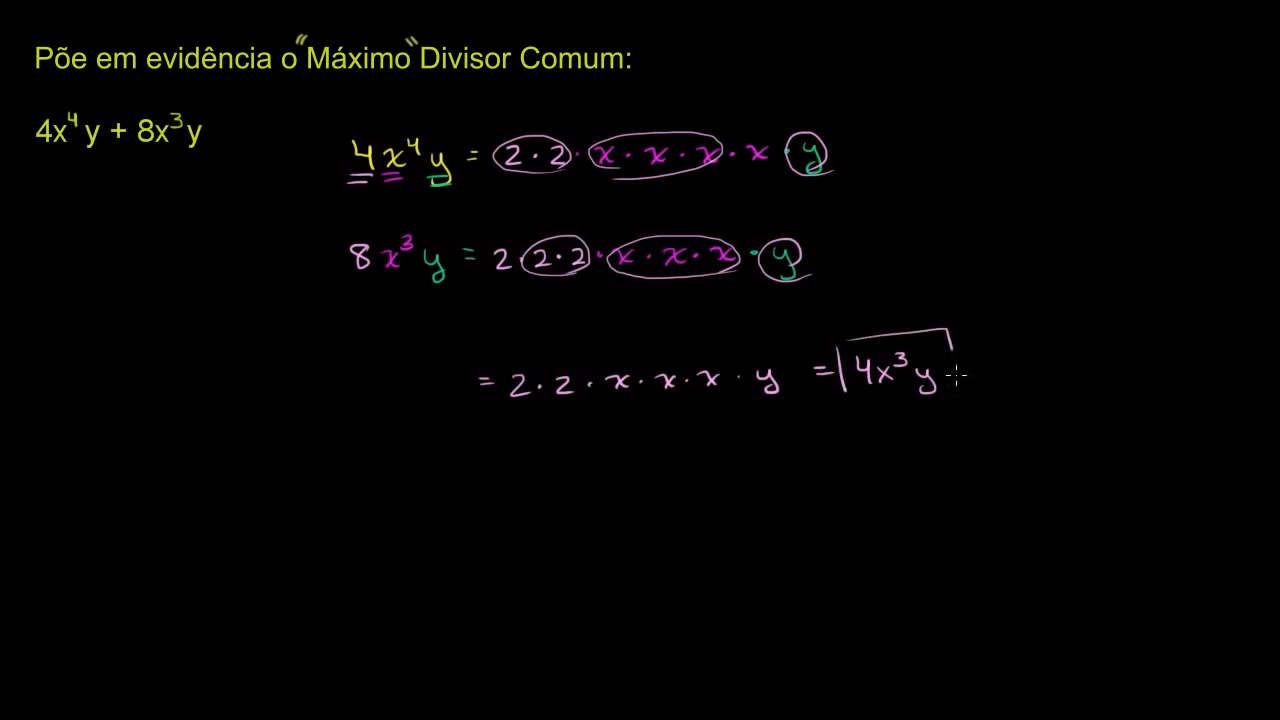 Põe em evidência o "Máximo" Divisor Comum:
4x⁴y + 8x³y
4x⁴y = 2 · 2 · x · x · x · x · y
8x³y = 2 · 2 · 2 · x · x · x · y
= 2 · 2 · x · x · x · y = 4x³y